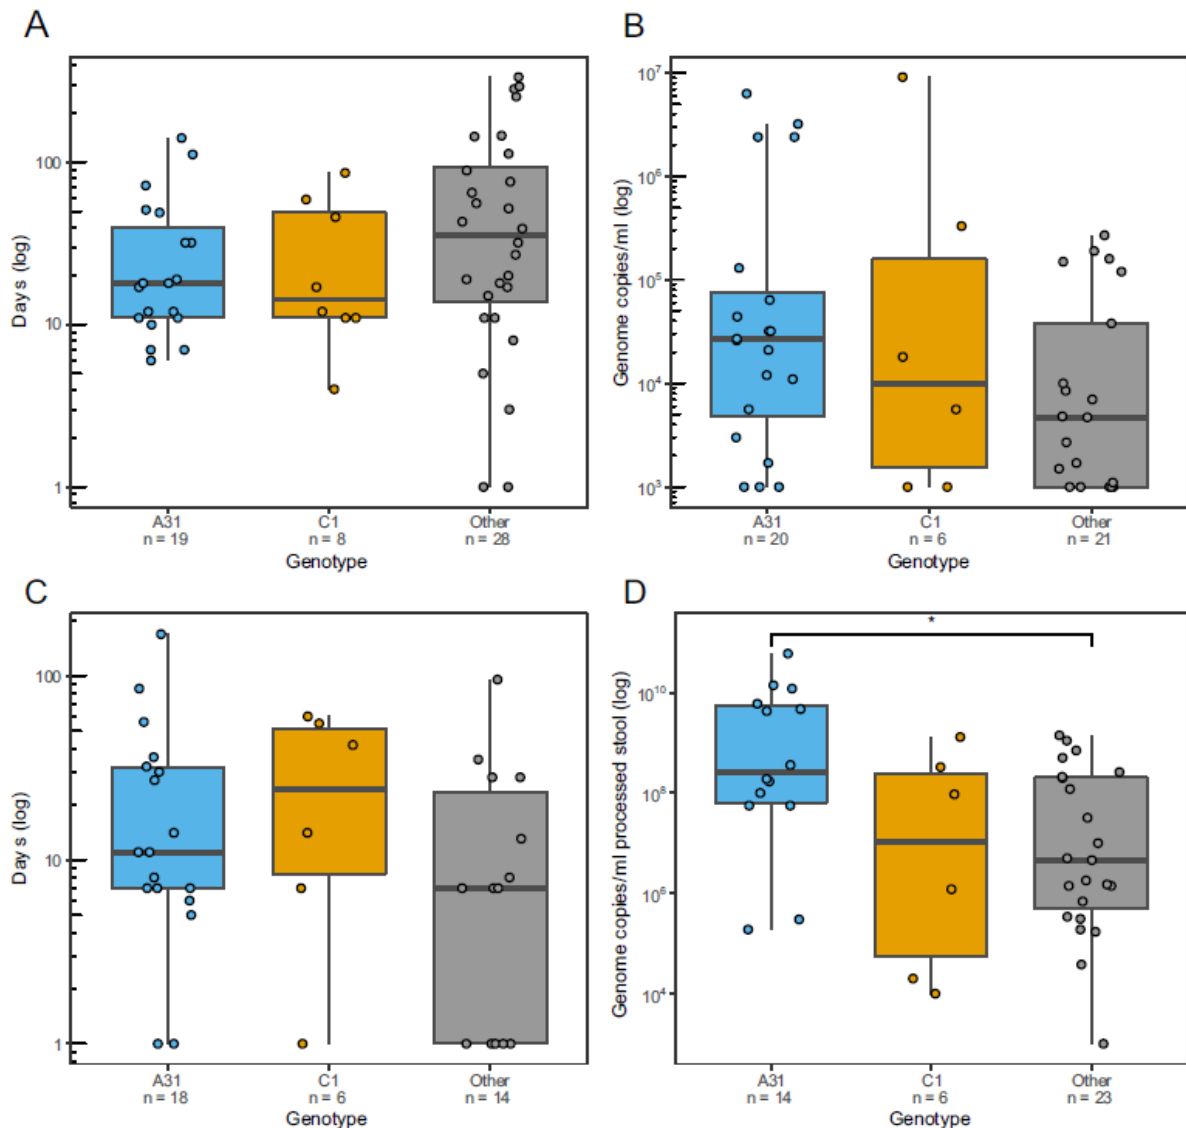 A
Days (log)
100
10
1
A31
n = 19
C1
n = 8
Other
n = 28
Genotype
B
Genome copies/ml (log)
10⁷
10⁶
10⁵
10⁴
10³
A31
n = 20
C1
n = 6
Other
n = 21
Genotype
C
Days (log)
100
10
1
A31
n = 18
C1
n = 6
Other
n = 14
Genotype
D
Genome copies/ml processed stool (log)
*
10¹⁰
10⁸
10⁶
10⁴
A31
n = 14
C1
n = 6
Other
n = 23
Genotype